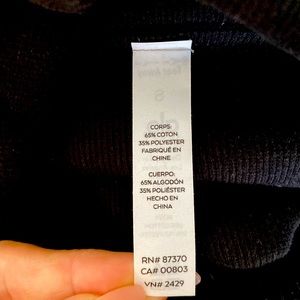 CORPS:
65% COTON
35% POLYESTER
FABRIQUÉ EN
CHINE
CUERPO:
65% ALGODÓN
35% POLIÉSTER
HECHO EN
CHINA
RN# 87370
CA# 00803
VN# 2429